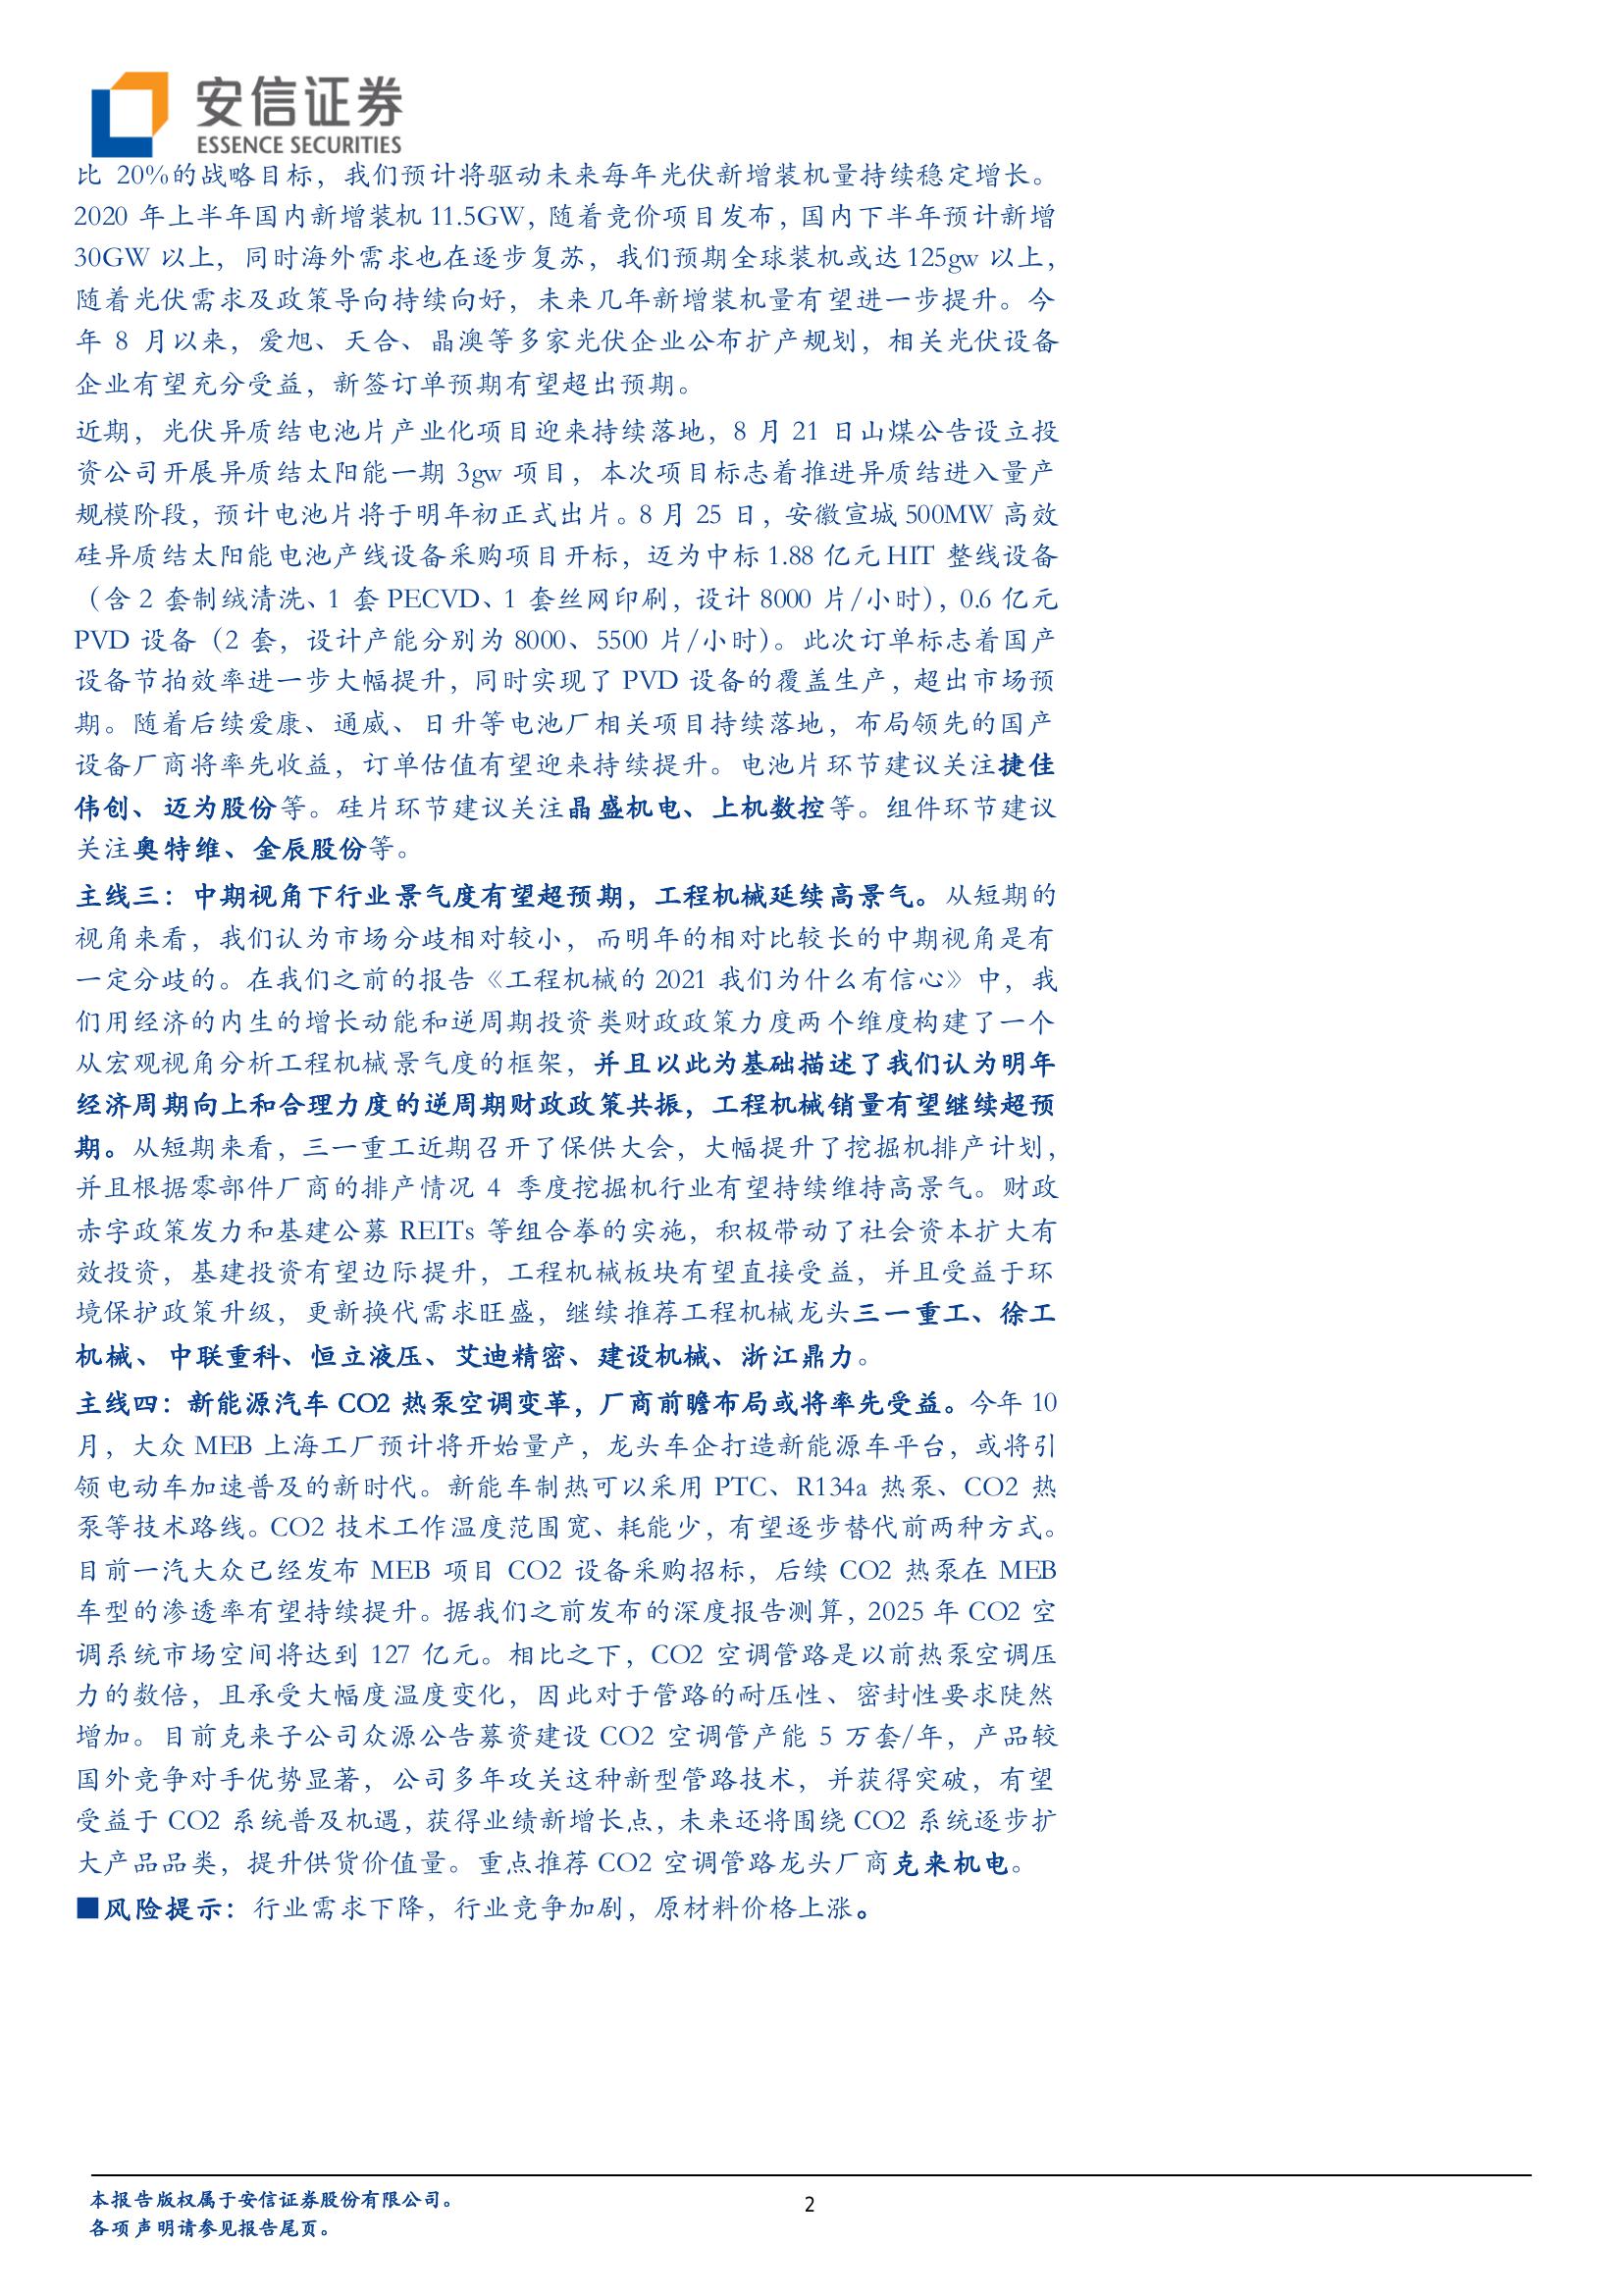 安信证券
ESSENCE SECURITIES
比 20%的战略目标，我们预计将驱动未来每年光伏新增装机量持续稳定增长。
2020 年上半年国内新增装机 11.5GW，随着竞价项目发布，国内下半年预计新增
30GW 以上，同时海外需求也在逐步复苏，我们预期全球装机或达 125gw 以上，
随着光伏需求及政策导向持续向好，未来几年新增装机量有望进一步提升。今
年 8 月以来，爱旭、天合、晶澳等多家光伏企业公布扩产规划，相关光伏设备
企业有望充分受益，新签订单预期有望超出预期。
近期，光伏异质结电池片产业化项目迎来持续落地，8 月 21 日山煤公告设立投
资公司开展异质结太阳能一期 3gw 项目，本次项目标志着推进异质结进入量产
规模阶段，预计电池片将于明年初正式出片。8 月 25 日，安徽宣城 500MW 高效
硅异质结太阳能电池产线设备采购项目开标，迈为中标 1.88 亿元 HIT 整线设备
（含 2 套制绒清洗、1 套 PECVD、1 套丝网印刷，设计 8000 片/小时），0.6 亿元
PVD 设备（2 套，设计产能分别为 8000、5500 片/小时）。此次订单标志着国产
设备节拍效率进一步大幅提升，同时实现了 PVD 设备的覆盖生产，超出市场预
期。随着后续爱康、通威、日升等电池厂相关项目持续落地，布局领先的国产
设备厂商将率先收益，订单估值有望迎来持续提升。电池片环节建议关注捷佳
伟创、迈为股份等。硅片环节建议关注晶盛机电、上机数控等。组件环节建议
关注奥特维、金辰股份等。
主线三：中期视角下行业景气度有望超预期，工程机械延续高景气。从短期的
视角来看，我们认为市场分歧相对较小，而明年的相对比较长的中期视角是有
一定分歧的。在我们之前的报告《工程机械的 2021 我们为什么有信心》中，我
们用经济的内生的增长动能和逆周期投资类财政政策力度两个维度构建了一个
从宏观视角分析工程机械景气度的框架，并且以此为基础描述了我们认为明年
经济周期向上和合理力度的逆周期财政政策共振，工程机械销量有望继续超预
期。从短期来看，三一重工近期召开了保供大会，大幅提升了挖掘机排产计划，
并且根据零部件厂商的排产情况 4 季度挖掘机行业有望持续维持高景气。财政
赤字政策发力和基建公募 REITs 等组合拳的实施，积极带动了社会资本扩大有
效投资，基建投资有望边际提升，工程机械板块有望直接受益，并且受益于环
境保护政策升级，更新换代需求旺盛，继续推荐工程机械龙头三一重工、徐工
机械、中联重科、恒立液压、艾迪精密、建设机械、浙江鼎力。
主线四：新能源汽车 CO2 热泵空调变革，厂商前瞻布局或将率先受益。今年 10
月，大众 MEB 上海工厂预计将开始量产，龙头车企打造新能源车平台，或将引
领电动车加速普及的新时代。新能车制热可以采用 PTC、R134a 热泵、CO2 热
泵等技术路线。CO2 技术工作温度范围宽、耗能少，有望逐步替代前两种方式。
目前一汽大众已经发布 MEB 项目 CO2 设备采购招标，后续 CO2 热泵在 MEB
车型的渗透率有望持续提升。据我们之前发布的深度报告测算，2025 年 CO2 空
调系统市场空间将达到 127 亿元。相比之下，CO2 空调管路是以前热泵空调压
力的数倍，且承受大幅度温度变化，因此对于管路的耐压性、密封性要求陡然
增加。目前克来子公司众源公告募资建设 CO2 空调管产能 5 万套/年，产品较
国外竞争对手优势显著，公司多年攻关这种新型管路技术，并获得突破，有望
受益于 CO2 系统普及机遇，获得业绩新增长点，未来还将围绕 CO2 系统逐步扩
大产品品类，提升供货价值量。重点推荐 CO2 空调管路龙头厂商克来机电。
■风险提示：行业需求下降，行业竞争加剧，原材料价格上涨。
本报告版权属于安信证券股份有限公司。
各项声明请参见报告尾页。
2